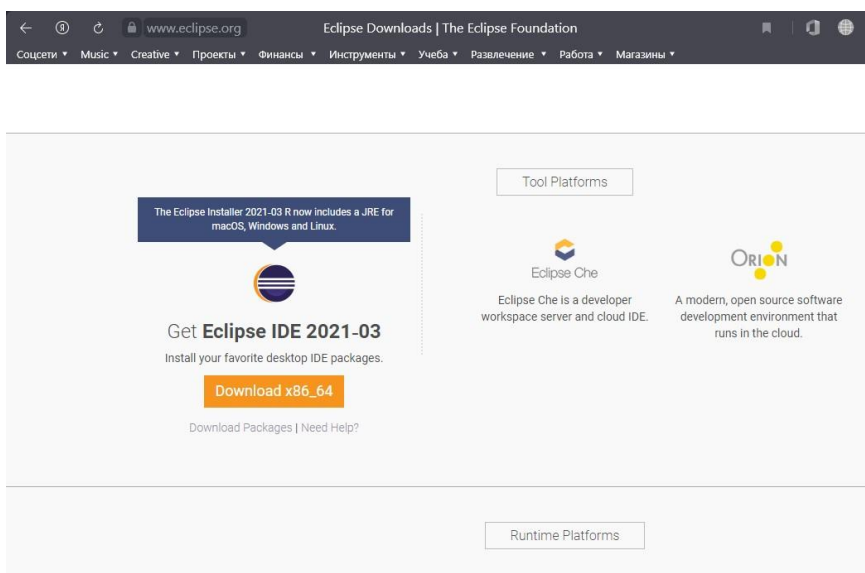 www.eclipse.org
Eclipse Downloads | The Eclipse Foundation
Соцсети Music Creative Проекты Финансы Инструменты Учеба Развлечение Работа Магазины
Tool Platforms
The Eclipse Installer 2021-03 R now includes a JRE for
macOS, Windows and Linux.
Get Eclipse IDE 2021-03
Install your favorite desktop IDE packages.
Download x86_64
Download Packages | Need Help?
Eclipse Che
Eclipse Che is a developer
workspace server and cloud IDE.
ORION
A modern, open source software
development environment that
runs in the cloud.
Runtime Platforms